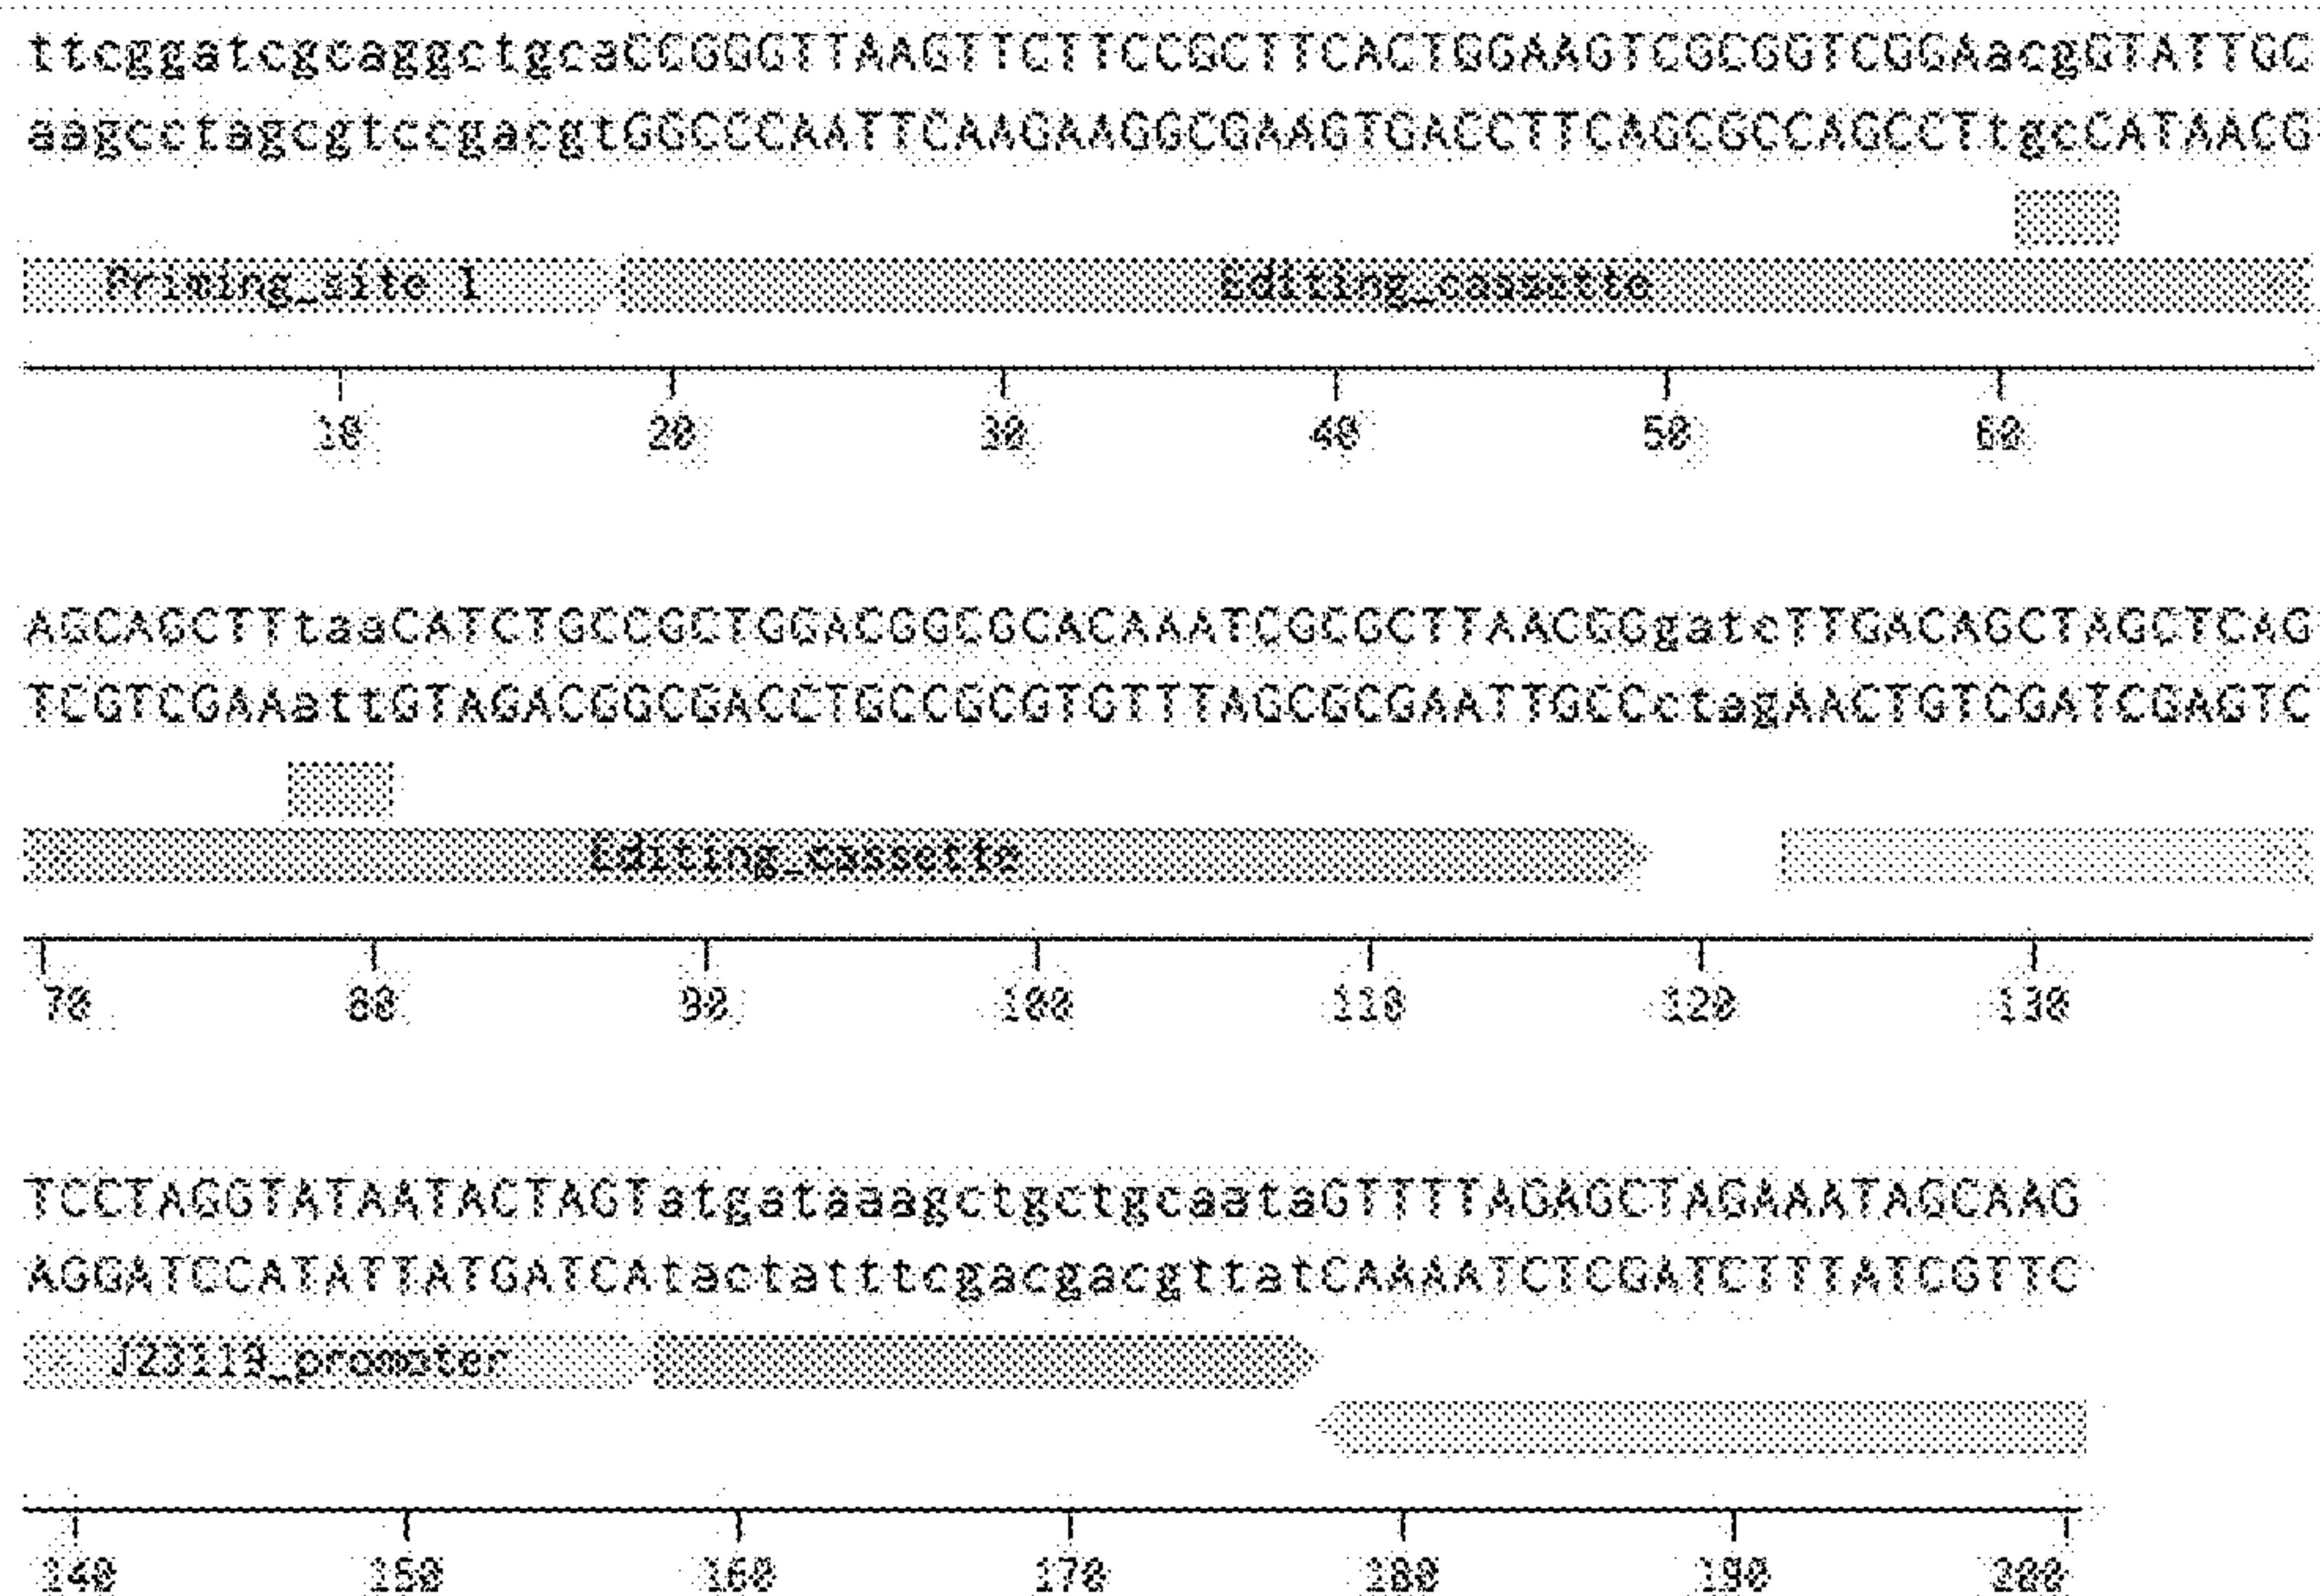 ttcggatcgcaggctgcaCCGGGTTAAGTTCTTCCGCTTCACTGGAAGTCGCGGTCGGAacgGTATTGC
aagcctagcgtccgacgtGGCCCAATTCAAGAAGGCGAAGTGACCTTCAGCGCCAGCCTtgcCATAACG
Priming_site 1 Editing_cassette
10 20 30 40 50 60
AGCAGCTTtaaCATCTGCCGCTGGACGGCGCACAAATCGCGCTTAACGGgatcTTGACAGCTAGCTCAG
TCGTCGAAattGTAGACGGCGACCTGCCGCGTGTTTAGCGCGAATTGCCctagAACTGTCGATCGAGTC
Editing_cassette
70 80 90 100 110 120 130
TCCTAGGTATAATACTAGTatgataaagctgctgcaataGTTTTAGAGCTAGAAATAGCAAG
AGGATCCATATTATGATCAtactatttcgacgacgttatCAAAATCTCGATCTTTATCGTTC
J23119_promoter
140 150 160 170 180 190 200